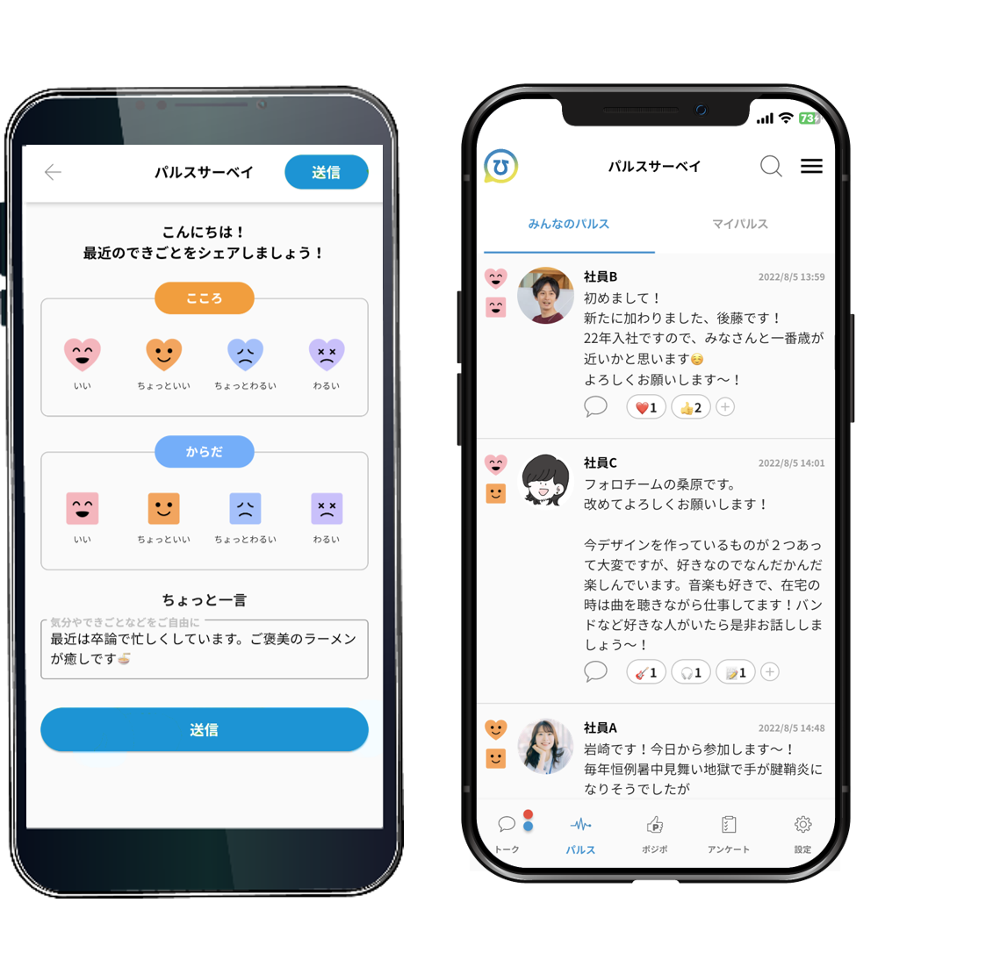 パルスサーベイ
送信
こんにちは！
最近のできごとをシェアしましょう！
こころ
いい
ちょっといい
ちょっとわるい
わるい
からだ
いい
ちょっといい
ちょっとわるい
わるい
ちょっと一言
気分やできごとなどをご自由に
最近は卒論で忙しくしています。ご褒美のラーメン
が癒しです🍜
送信
73
パルスサーベイ
みんなのパルス
マイパルス
社員B
2022/8/5 13:59
初めまして！
新たに加わりました、後藤です！
22年入社ですので、みなさんと一番歳が
近いかと思います☺️
よろしくお願いします〜！
❤️1
👍2
社員C
2022/8/5 14:01
フォロチームの桑原です。
改めてよろしくお願いします！
今デザインを作っているものが２つあっ
て大変ですが、好きなのでなんだかんだ
楽しんでいます。音楽も好きで、在宅の
時は曲を聴きながら仕事してます！バン
ドなど好きな人がいたら是非お話ししま
しょう〜！
🎸1
🎧1
📝1
社員A
2022/8/5 14:48
岩崎です！今日から参加します〜！
毎年恒例暑中見舞い地獄で手が腱鞘炎に
なりそうでしたが
トーク
パルス
ポジポ
アンケート
設定